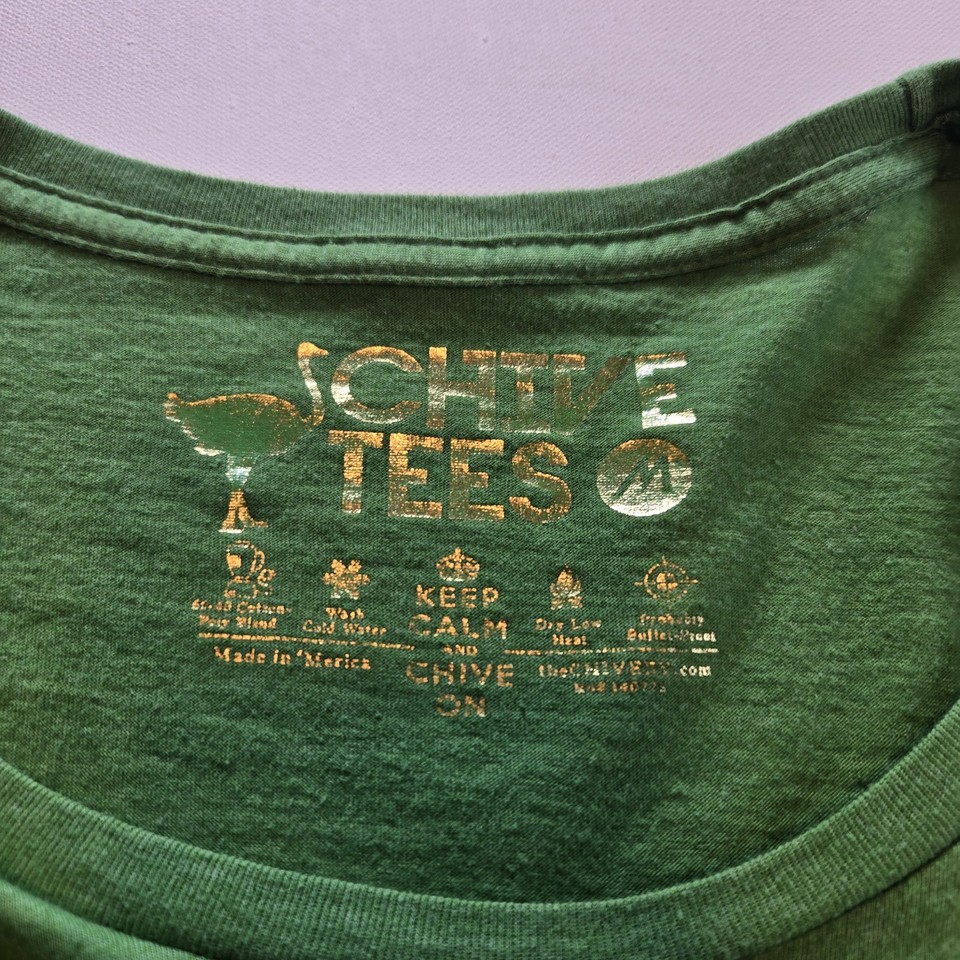 CHIVE
TEES
M
60-40 Cotton-
Poly Blend
Wash
Cold Water
KEEP
CALM
AND
CHIVE
ON
Dry Low
Heat
Probably
Bullet-Proof
Made in 'Merica
theCHIVERY.com